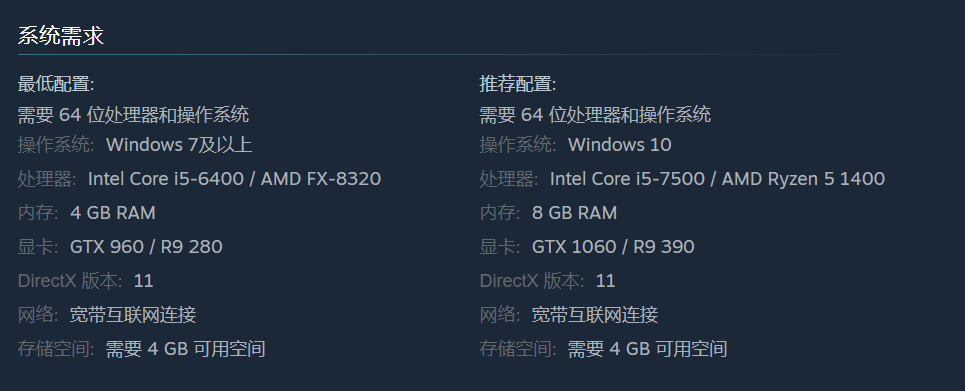 系统需求
最低配置:
需要 64 位处理器和操作系统
操作系统: Windows 7及以上
处理器: Intel Core i5-6400 / AMD FX-8320
内存: 4 GB RAM
显卡: GTX 960 / R9 280
DirectX 版本: 11
网络: 宽带互联网连接
存储空间: 需要 4 GB 可用空间
推荐配置:
需要 64 位处理器和操作系统
操作系统: Windows 10
处理器: Intel Core i5-7500 / AMD Ryzen 5 1400
内存: 8 GB RAM
显卡: GTX 1060 / R9 390
DirectX 版本: 11
网络: 宽带互联网连接
存储空间: 需要 4 GB 可用空间